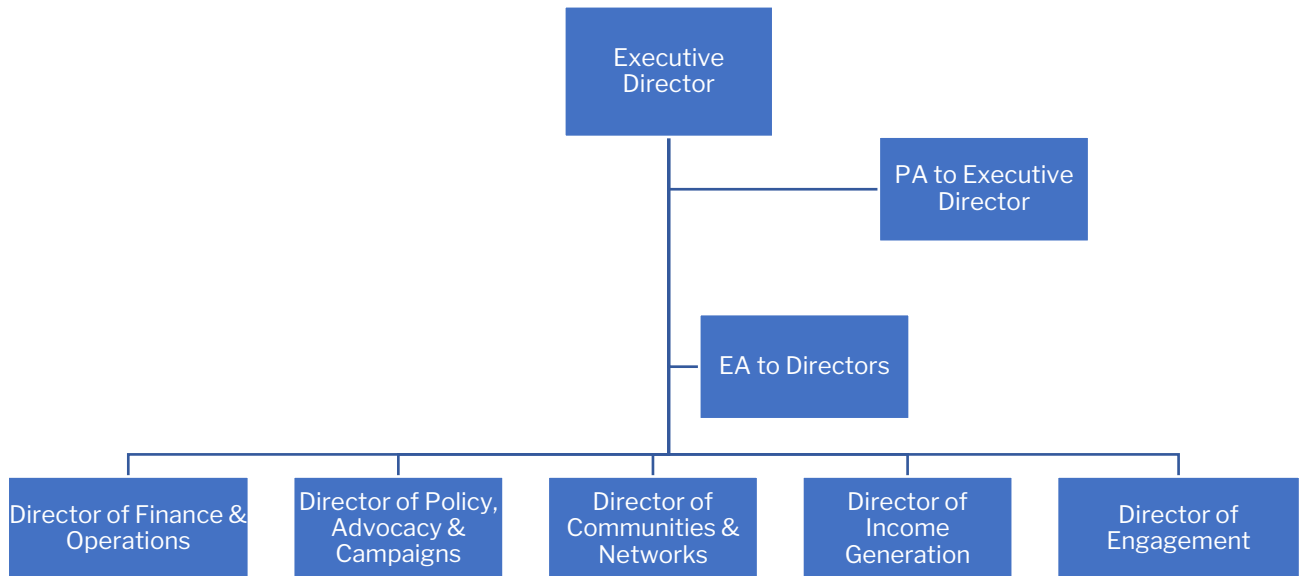 Executive
Director
PA to Executive
Director
EA to Directors
Director of Finance &
Operations
Director of Policy,
Advocacy &
Campaigns
Director of
Communities &
Networks
Director of
Income
Generation
Director of
Engagement